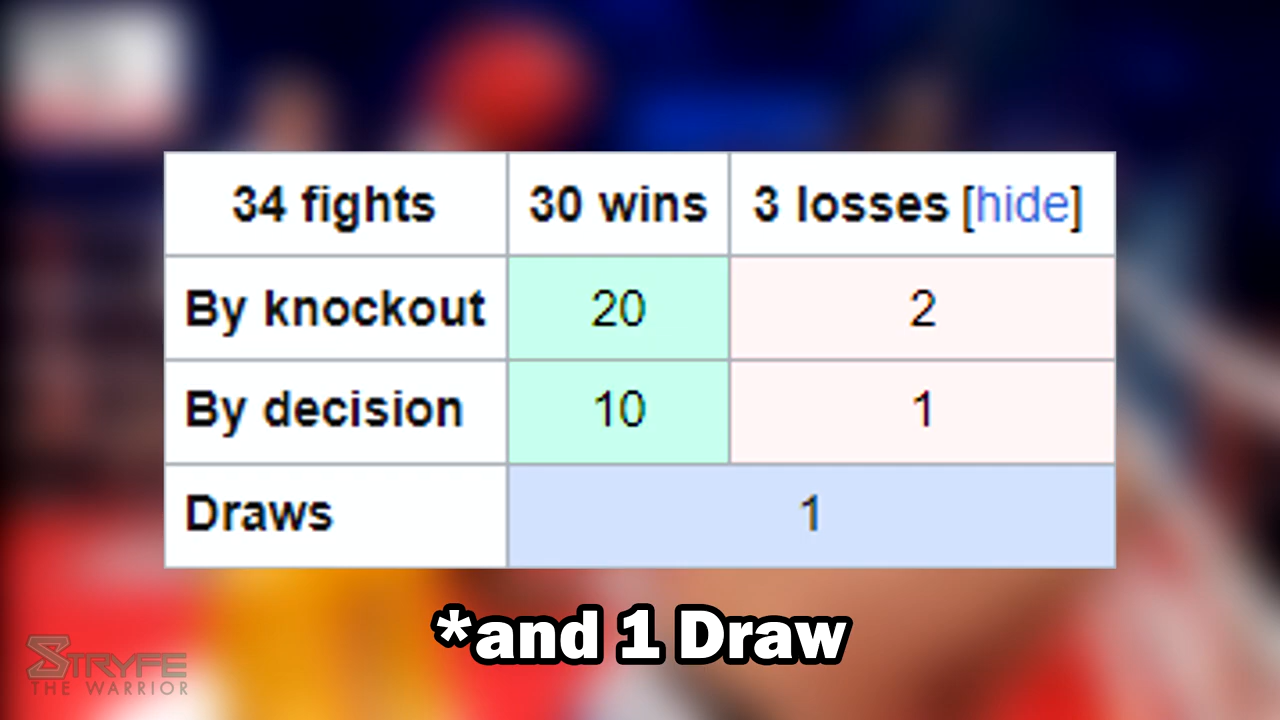 34 fights 30 wins 3 losses [hide]
By knockout 20 2
By decision 10 1
Draws 1
*and 1 Draw
STRYFE
THE WARRIOR